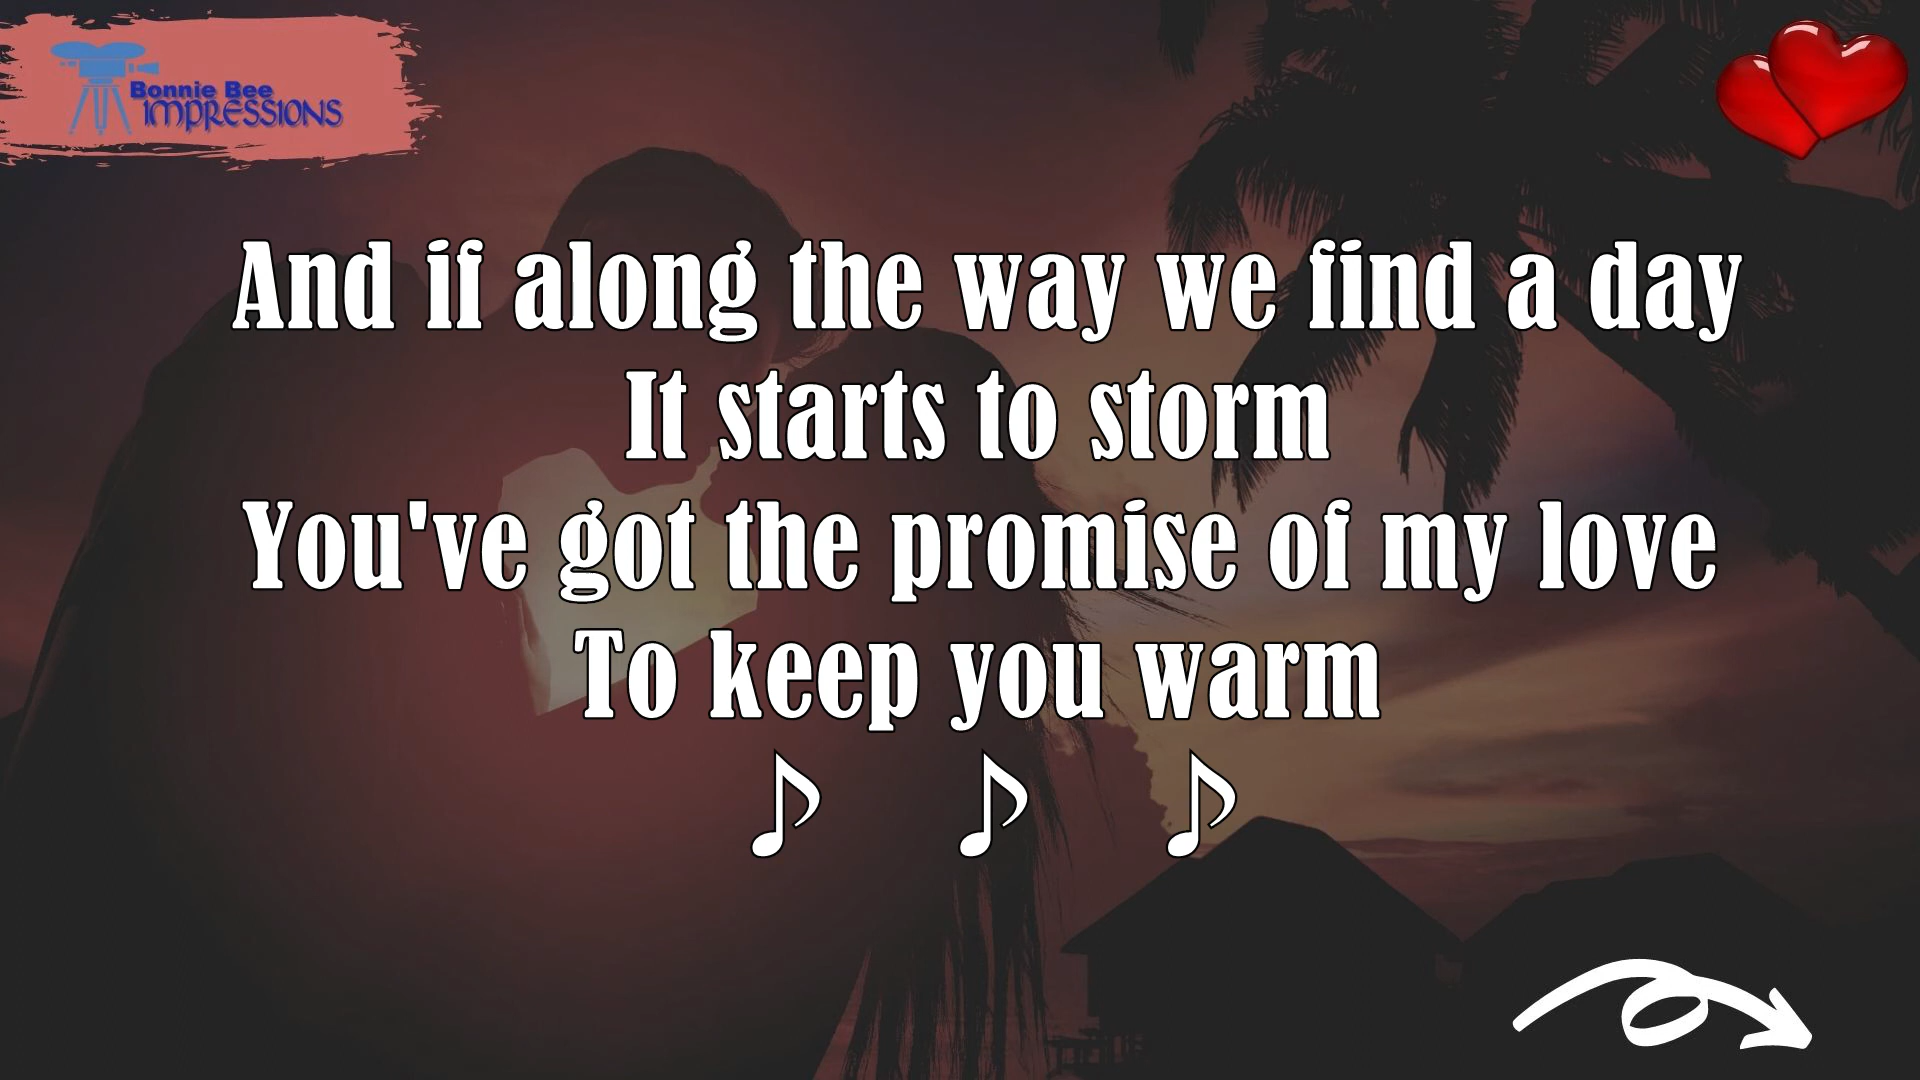 Bonnie Bee
IMPRESSIONS
And if along the way we find a day
It starts to storm
You've got the promise of my love
To keep you warm
♪ ♪ ♪